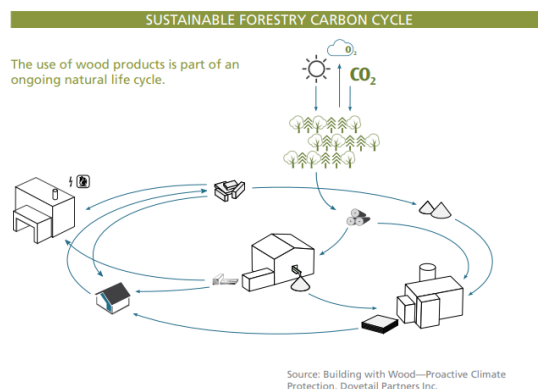 SUSTAINABLE FORESTRY CARBON CYCLE
The use of wood products is part of an
ongoing natural life cycle.
O₂
CO₂
Source: Building with Wood—Proactive Climate
Protection, Dovetail Partners Inc.